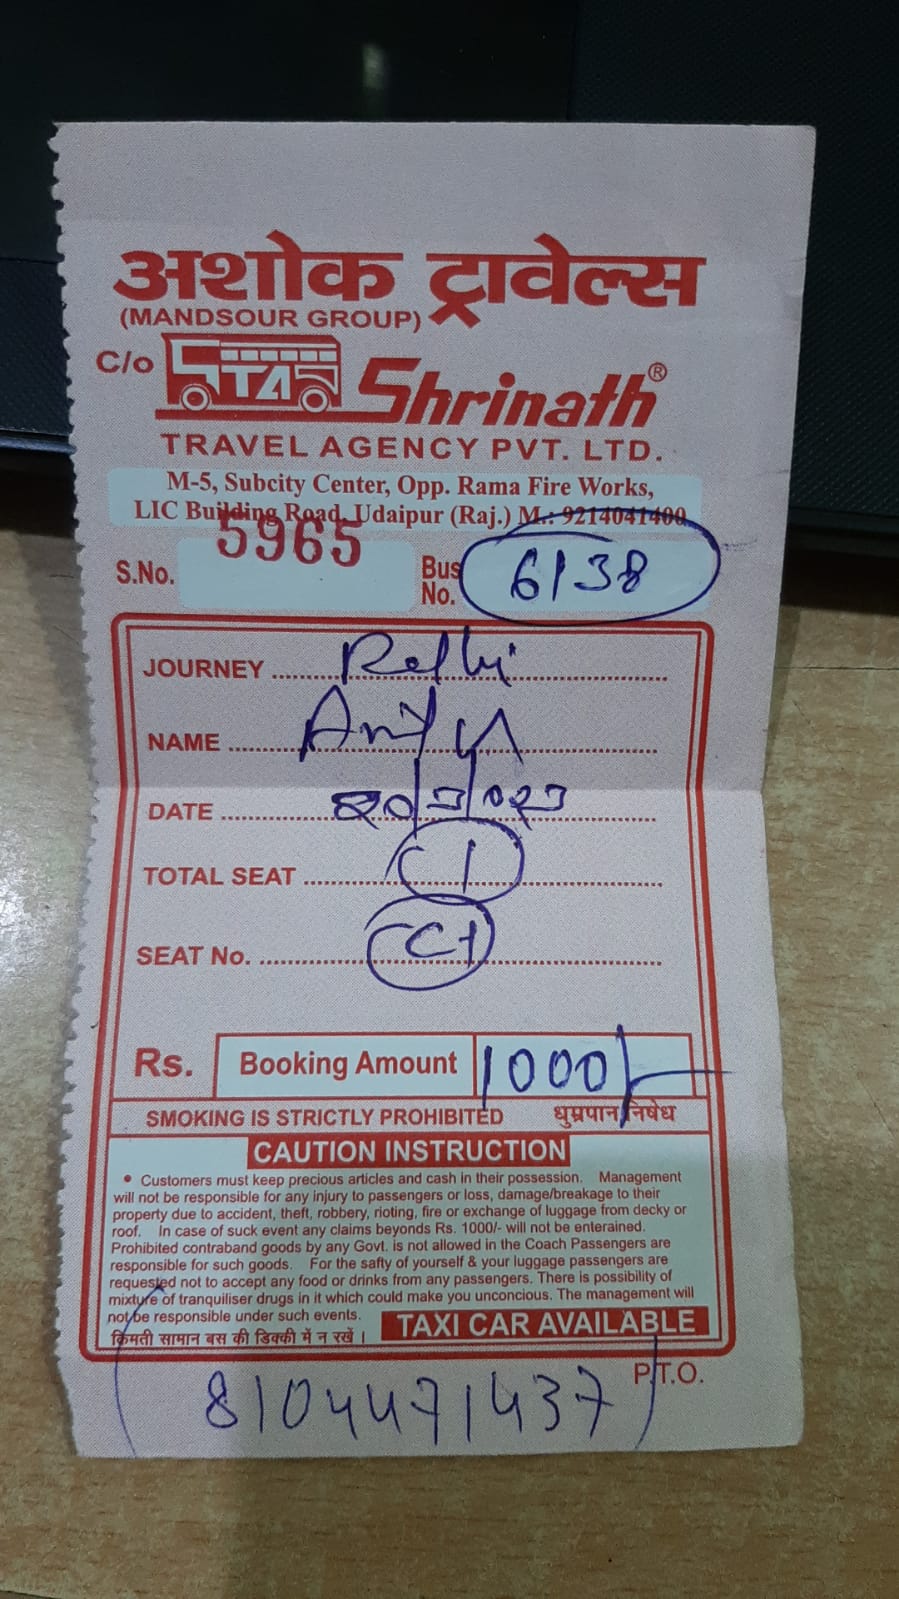 अशोक ट्रावेल्स
(MANDSOUR GROUP)
C/o STA Shrinath®
TRAVEL AGENCY PVT. LTD.
M-5, Subcity Center, Opp. Rama Fire Works,
LIC Building Road, Udaipur (Raj.) M.: 9214041400
S.No. 5965 Bus No. 6138
JOURNEY Delhi
NAME
DATE 20/3/023
TOTAL SEAT 1
SEAT No. C1
Rs. Booking Amount 1000/-
SMOKING IS STRICTLY PROHIBITED धुम्रपान निषेध
CAUTION INSTRUCTION
• Customers must keep precious articles and cash in their possession. Management
will not be responsible for any injury to passengers or loss, damage/breakage to their
property due to accident, theft, robbery, rioting, fire or exchange of luggage from decky or
roof. In case of suck event any claims beyonds Rs. 1000/- will not be enterained.
Prohibited contraband goods by any Govt. is not allowed in the Coach Passengers are
responsible for such goods. For the safty of yourself & your luggage passengers are
requested not to accept any food or drinks from any passengers. There is possibility of
mixture of tranquiliser drugs in it which could make you unconcious. The management will
not be responsible under such events.
किमती सामान बस की डिक्की में न रखें । TAXI CAR AVAILABLE
P.T.O.
8104471437